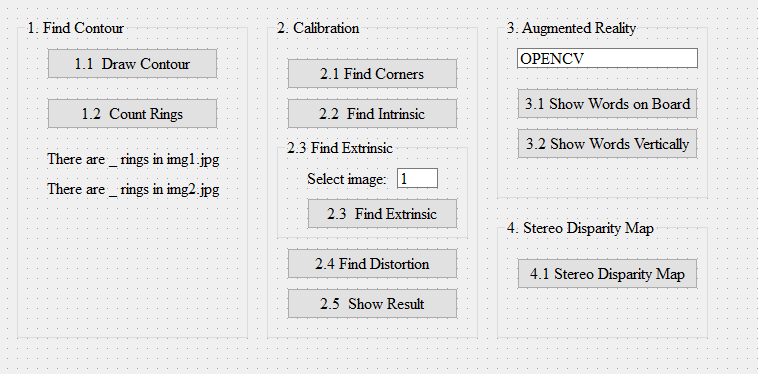 1. Find Contour
1.1 Draw Contour
1.2 Count Rings
There are _ rings in img1.jpg
There are _ rings in img2.jpg
2. Calibration
2.1 Find Corners
2.2 Find Intrinsic
2.3 Find Extrinsic
Select image: 1
2.3 Find Extrinsic
2.4 Find Distortion
2.5 Show Result
3. Augmented Reality
OPENCV
3.1 Show Words on Board
3.2 Show Words Vertically
4. Stereo Disparity Map
4.1 Stereo Disparity Map